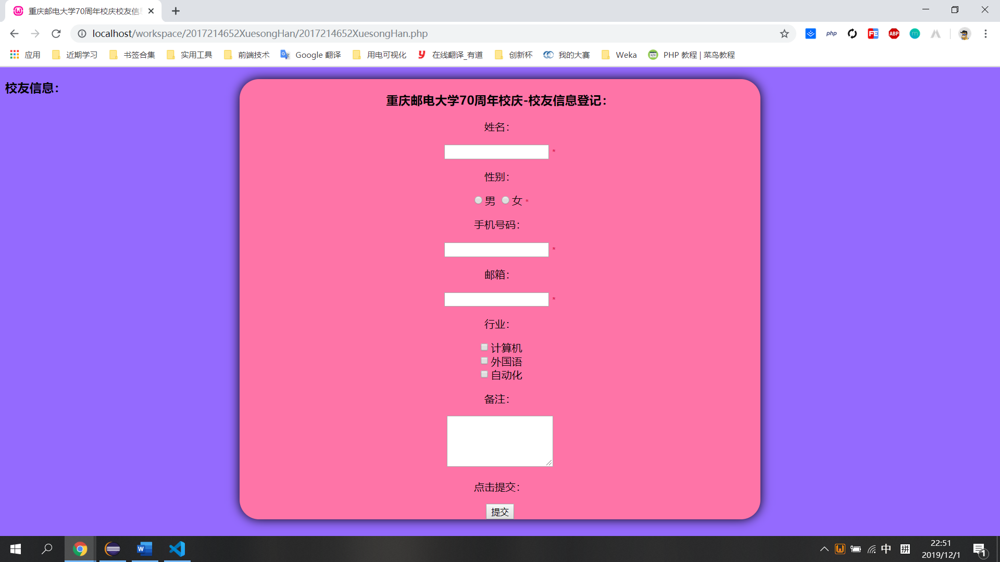 重庆邮电大学70周年校庆校友信
localhost/workspace/2017214652XuesongHan/2017214652XuesongHan.php
php
FE
ABP
m
应用
近期学习
书签合集
实用工具
前端技术
Google 翻译
用电可视化
在线翻译_有道
创新杯
我的大赛
Weka
PHP 教程 | 菜鸟教程
校友信息：
重庆邮电大学70周年校庆-校友信息登记：
姓名：
*
性别：
男 女 *
手机号码：
*
邮箱：
*
行业：
计算机
外国语
自动化
备注：
点击提交：
提交
中
拼
22:51
2019/12/1
1